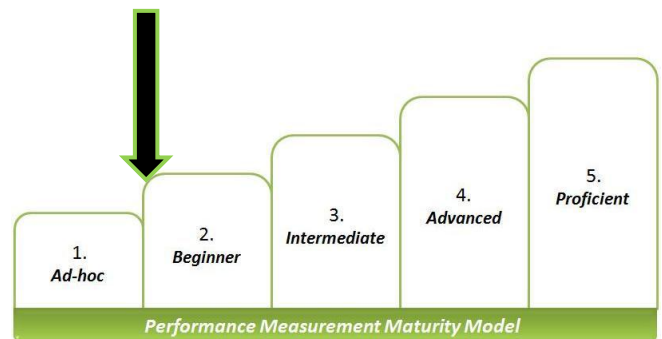 1.
Ad-hoc
2.
Beginner
3.
Intermediate
4.
Advanced
5.
Proficient
Performance Measurement Maturity Model